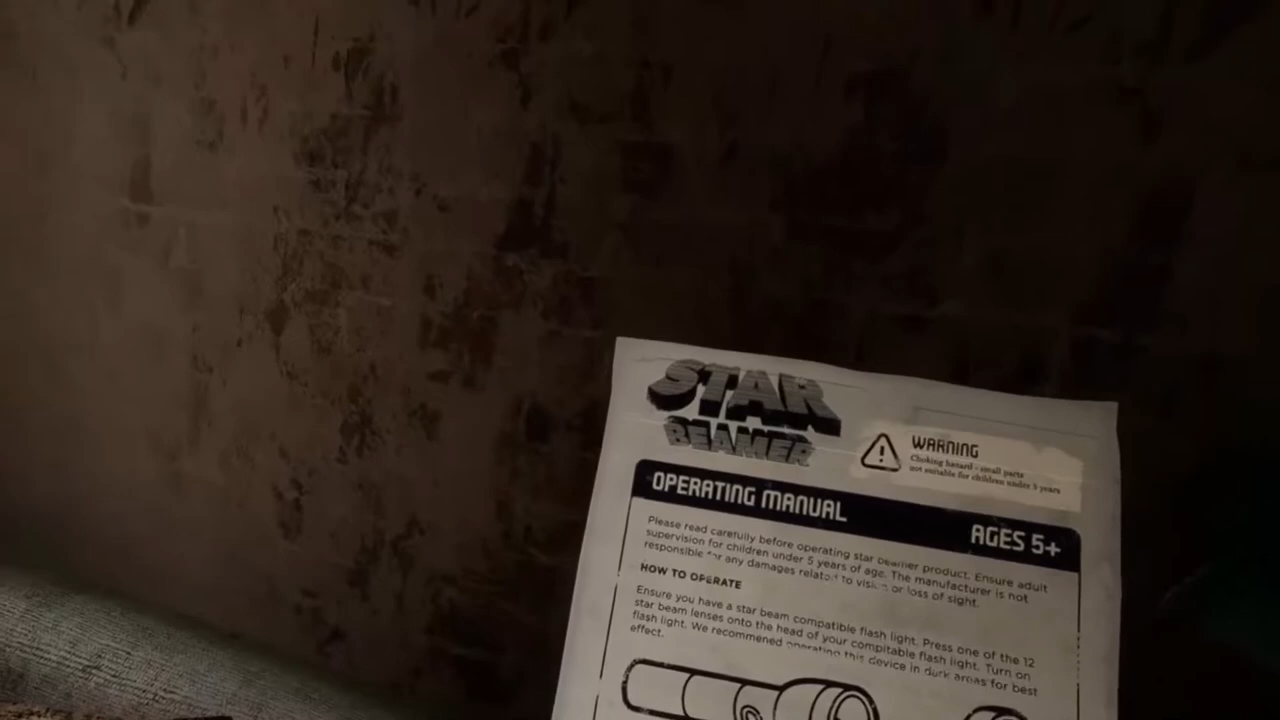 STAR
BEAMER
WARNING
Choking hazard - small parts
not suitable for children under 5 years
OPERATING MANUAL
AGES 5+
Please read carefully before operating star beamer product. Ensure adult
supervision for children under 5 years of age. The manufacturer is not
responsible for any damages related to vision or loss of sight.
HOW TO OPERATE
Ensure you have a star beam compatible flash light. Press one of the 12
star beam lenses onto the head of your compitable flash light. Turn on
flash light. We recommened operating this device in dark areas for best
effect.